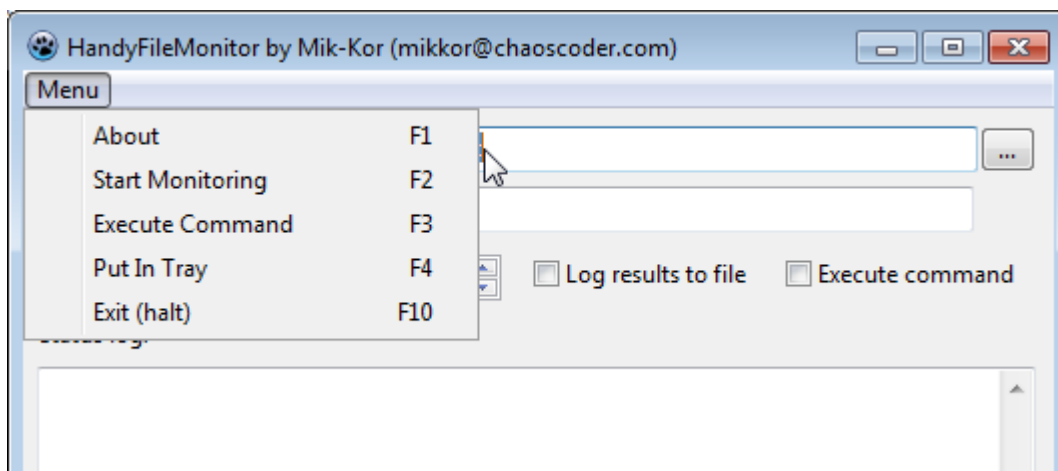 HandyFileMonitor by Mik-Kor (mikkor@chaoscoder.com)
Menu
About F1
...
Start Monitoring F2
Execute Command F3
Put In Tray F4
Log results to file
Execute command
Exit (halt) F10